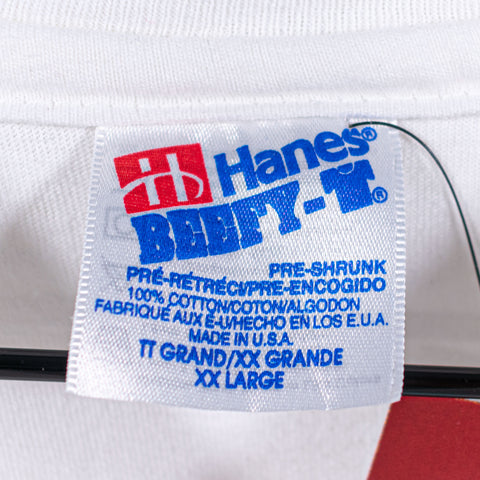 H Hanes®
BEEFY-T®
PRE-SHRUNK
PRÉ-RÉTRÉCI/PRE-ENCOGIDO
100% COTTON/COTON/ALGODON
FABRIQUÉ AUX É-U/HECHO EN LOS E.U.A.
MADE IN U.S.A.
TT GRAND/XX GRANDE
XX LARGE